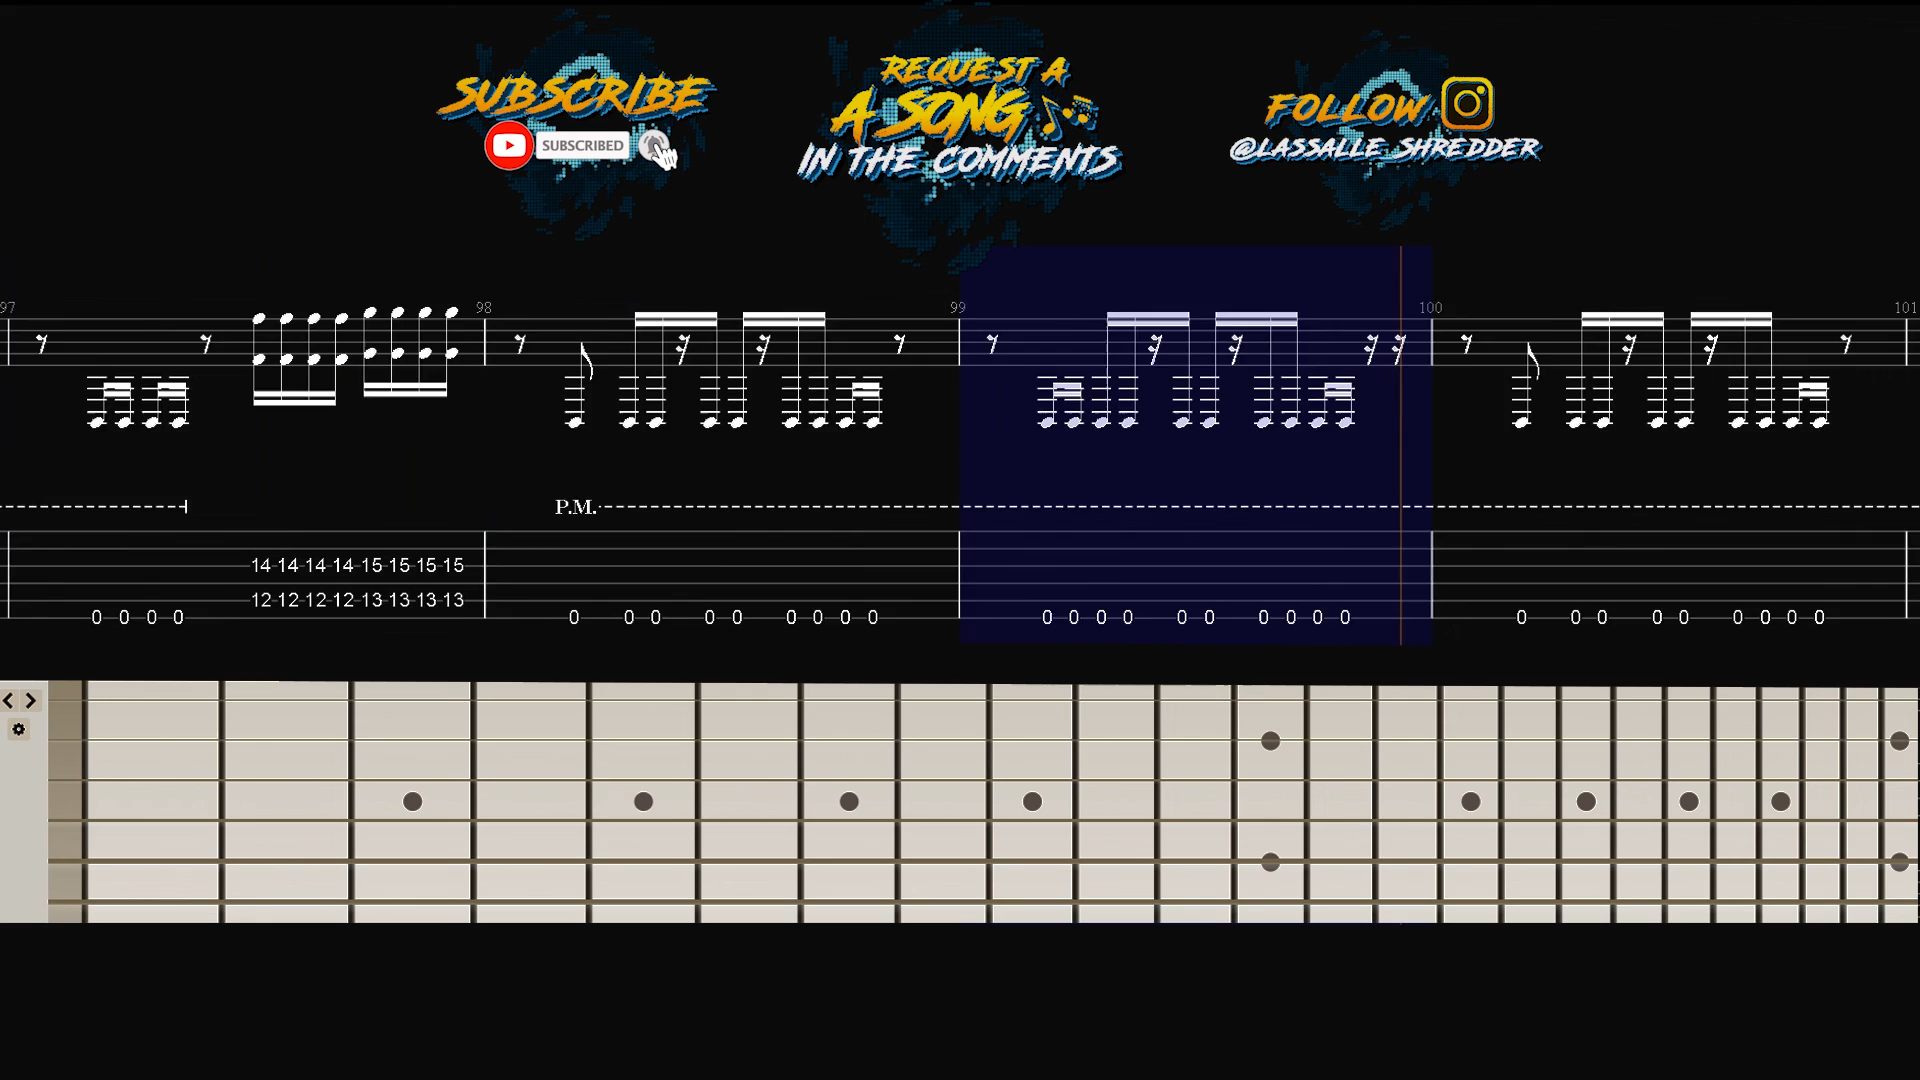 SUBSCRIBE
SUBSCRIBED
REQUEST A
A SONG
IN THE COMMENTS
FOLLOW
@LASSALLE_SHREDDER
97 98 99 100 101
P.M.
14 14 14 14 15 15 15 15
12 12 12 12 13 13 13 13
0 0 0 0 0 0 0 0 0 0 0 0 0 0 0 0 0 0 0 0 0 0 0 0 0 0 0 0 0 0 0 0